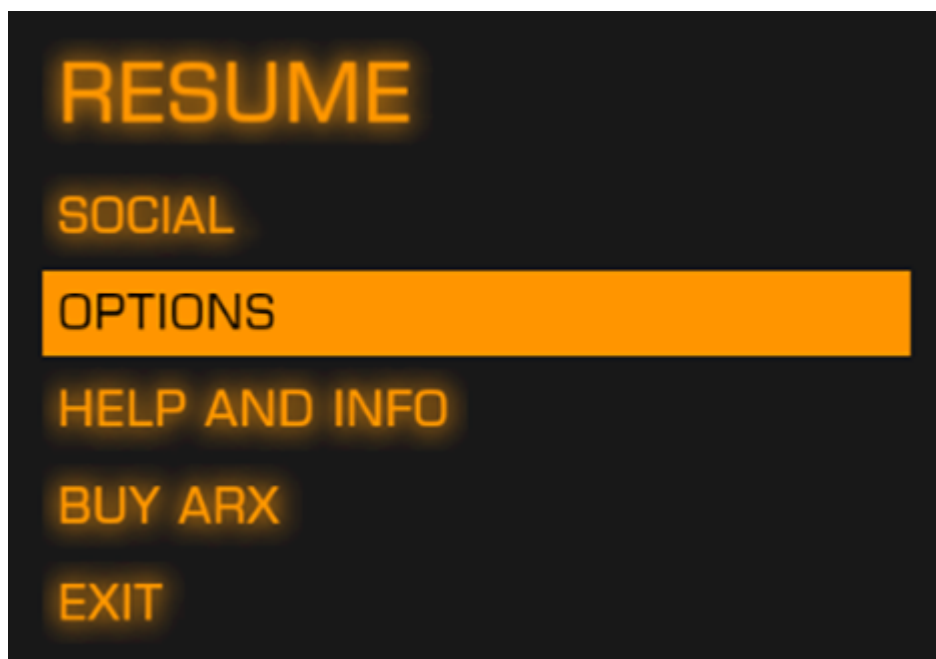 RESUME
SOCIAL
OPTIONS
HELP AND INFO
BUY ARX
EXIT